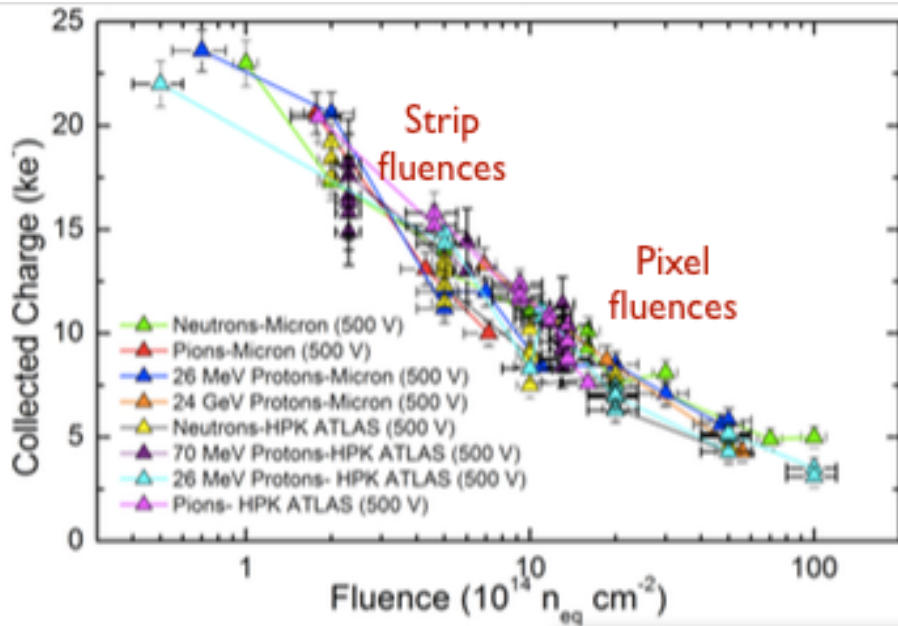 25
20
15
10
5
0
Collected Charge (ke⁻)
Strip
fluences
Pixel
fluences
Neutrons-Micron (500 V)
Pions-Micron (500 V)
26 MeV Protons-Micron (500 V)
24 GeV Protons-Micron (500 V)
Neutrons-HPK ATLAS (500 V)
70 MeV Protons-HPK ATLAS (500 V)
26 MeV Protons- HPK ATLAS (500 V)
Pions- HPK ATLAS (500 V)
1 10 100
Fluence (10¹⁴ n_eq cm⁻²)